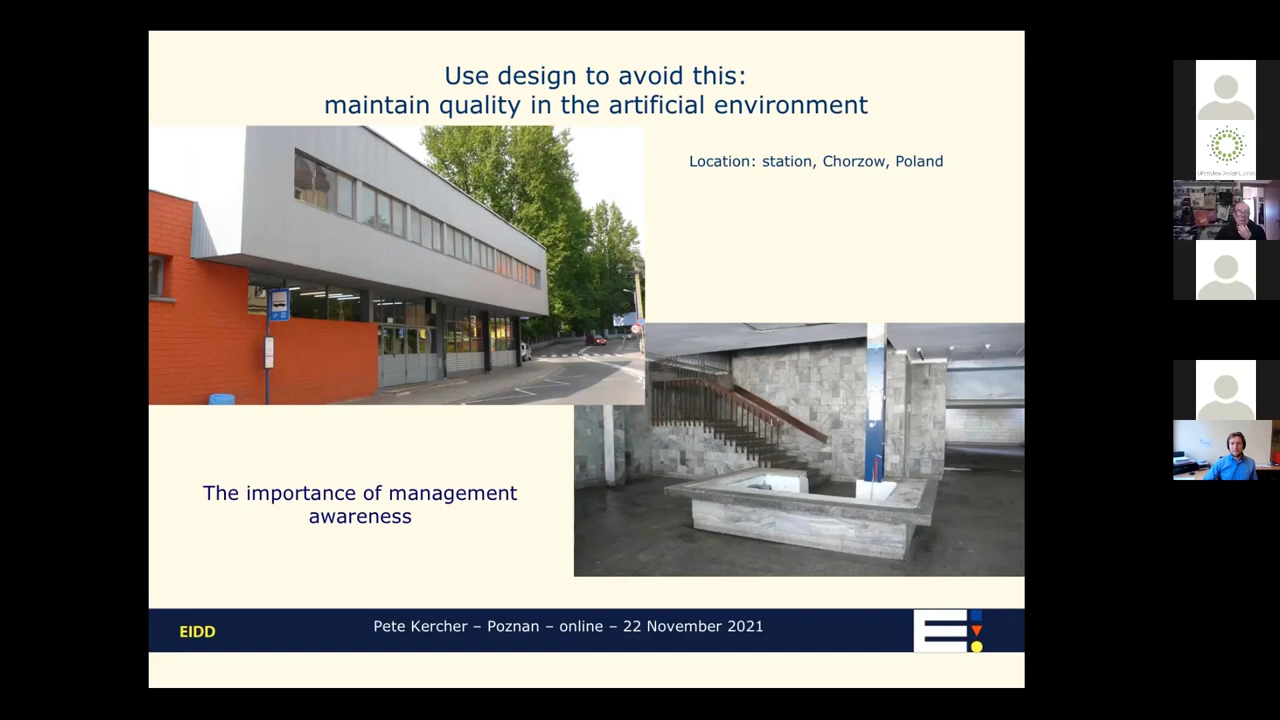 Use design to avoid this:
maintain quality in the artificial environment
Location: station, Chorzow, Poland
The importance of management
awareness
EIDD
Pete Kercher – Poznan – online – 22 November 2021